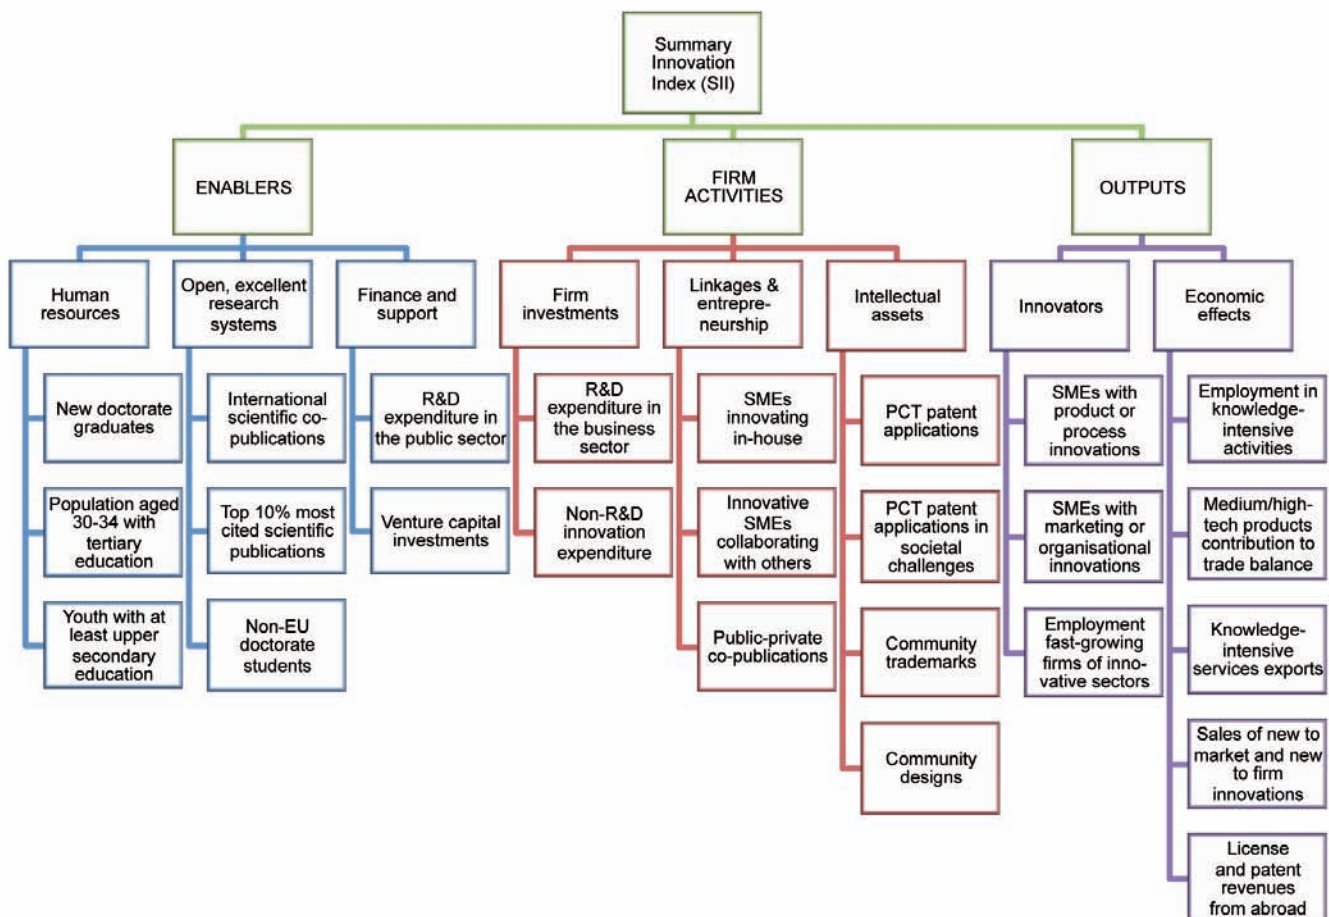 Summary
Innovation
Index (SII)
ENABLERS
FIRM
ACTIVITIES
OUTPUTS
Human
resources
Open, excellent
research
systems
Finance and
support
Firm
investments
Linkages &
entrepre-
neurship
Intellectual
assets
Innovators
Economic
effects
New doctorate
graduates
Population aged
30-34 with
tertiary
education
Youth with at
least upper
secondary
education
International
scientific co-
publications
Top 10% most
cited scientific
publications
Non-EU
doctorate
students
R&D
expenditure in
the public sector
Venture capital
investments
R&D
expenditure in
the business
sector
Non-R&D
innovation
expenditure
SMEs
innovating
in-house
Innovative
SMEs
collaborating
with others
Public-private
co-publications
PCT patent
applications
PCT patent
applications in
societal
challenges
Community
trademarks
Community
designs
SMEs with
product or
process
innovations
SMEs with
marketing or
organisational
innovations
Employment
fast-growing
firms of inno-
vative sectors
Employment in
knowledge-
intensive
activities
Medium/high-
tech products
contribution to
trade balance
Knowledge-
intensive
services exports
Sales of new to
market and new
to firm
innovations
License
and patent
revenues
from abroad